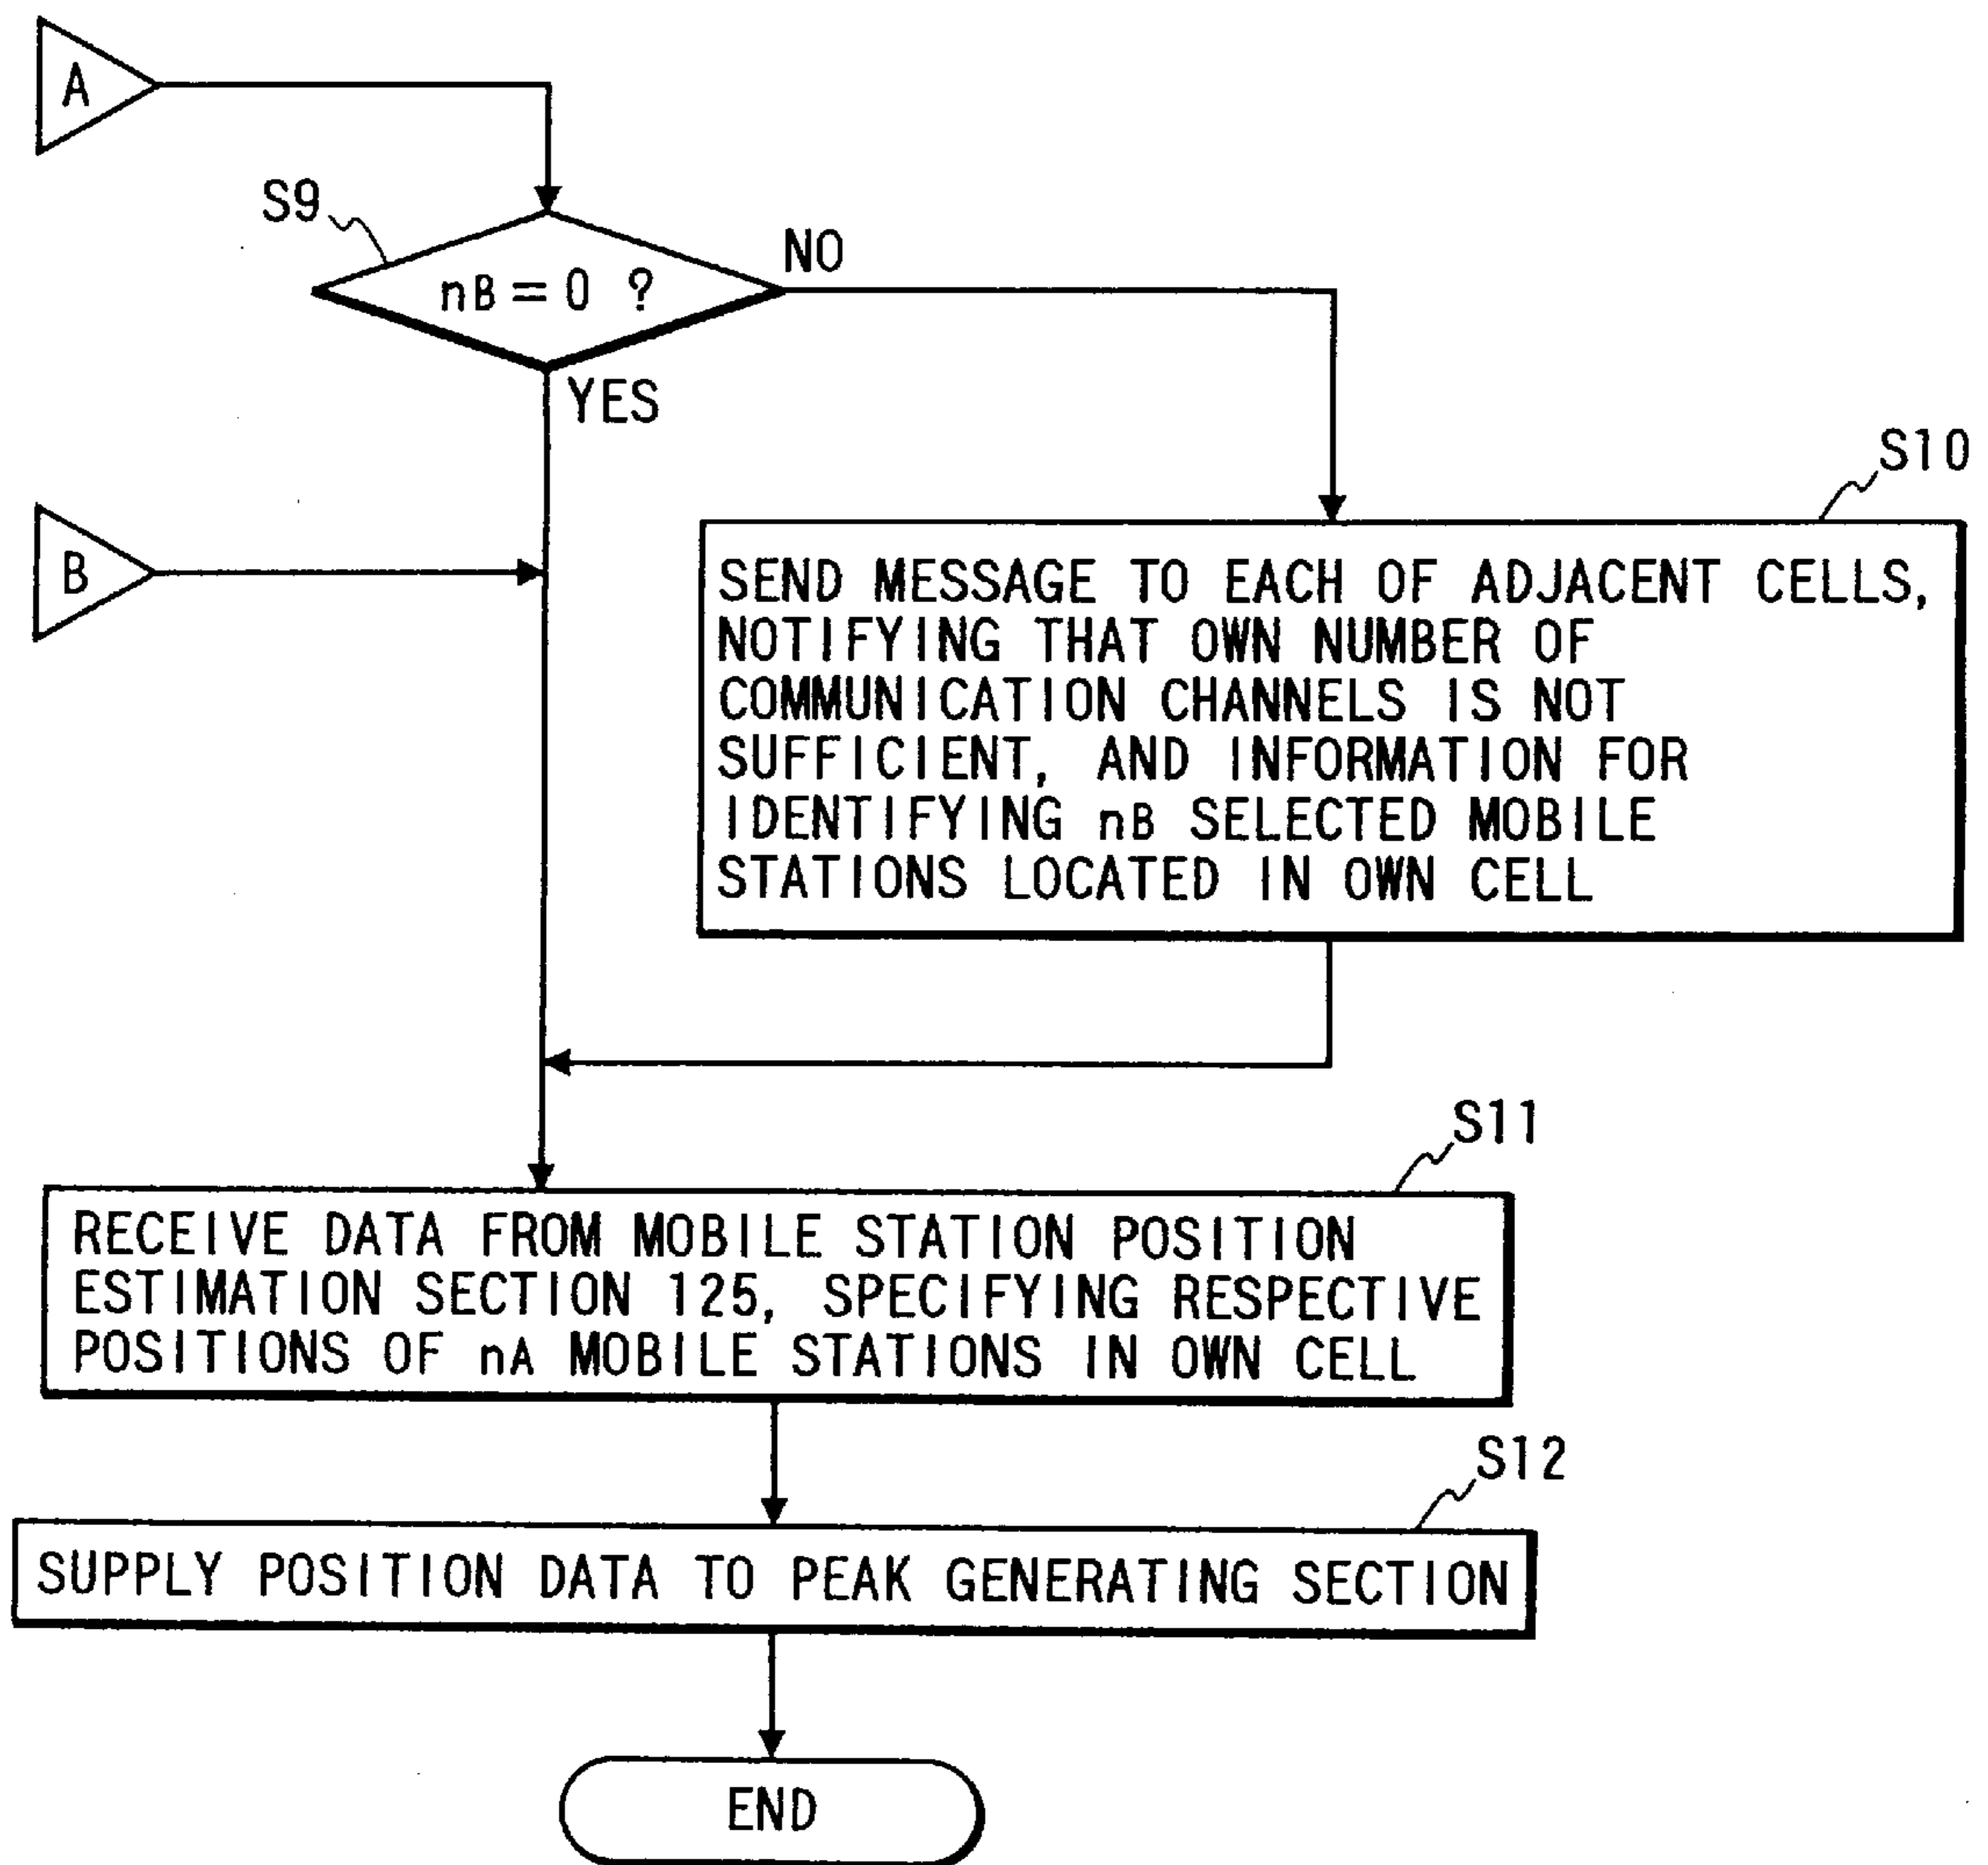 A
S9
nB = 0 ?
NO
YES
S10
B
SEND MESSAGE TO EACH OF ADJACENT CELLS,
NOTIFYING THAT OWN NUMBER OF
COMMUNICATION CHANNELS IS NOT
SUFFICIENT, AND INFORMATION FOR
IDENTIFYING nB SELECTED MOBILE
STATIONS LOCATED IN OWN CELL
S11
RECEIVE DATA FROM MOBILE STATION POSITION
ESTIMATION SECTION 125, SPECIFYING RESPECTIVE
POSITIONS OF nA MOBILE STATIONS IN OWN CELL
S12
SUPPLY POSITION DATA TO PEAK GENERATING SECTION
END